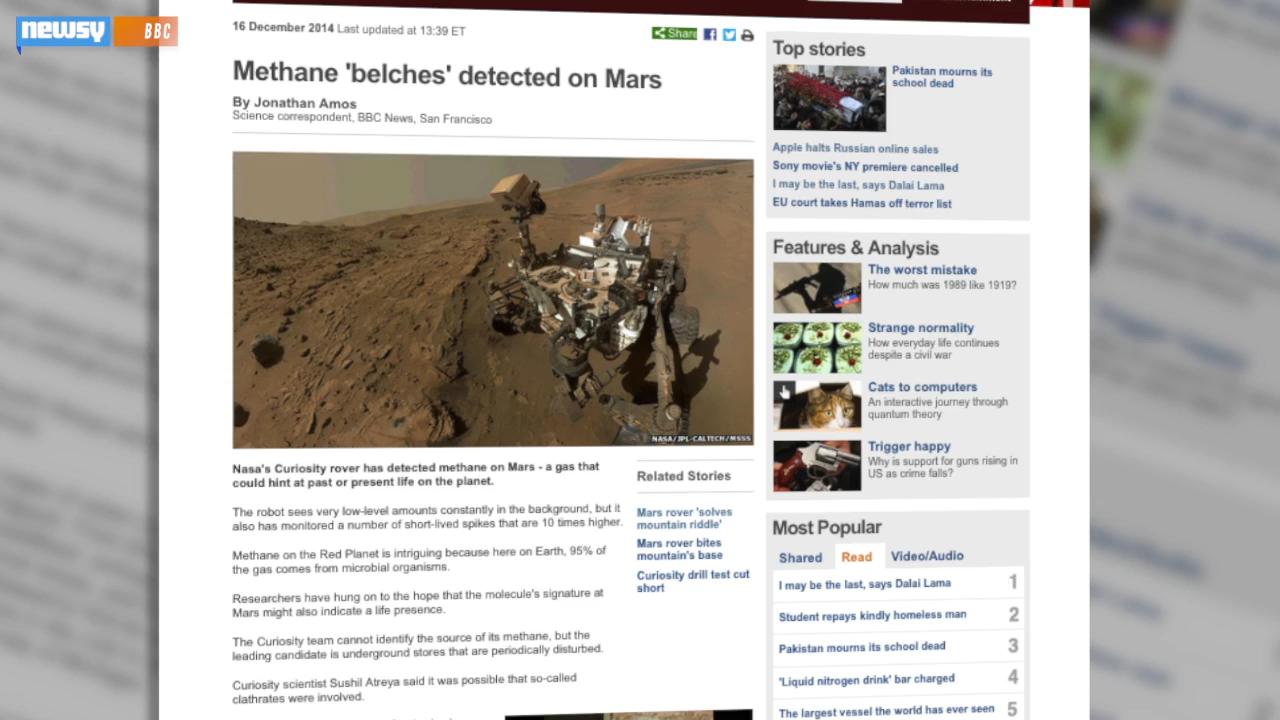 newsy BBC
16 December 2014 Last updated at 13:39 ET
Share
Methane 'belches' detected on Mars
By Jonathan Amos
Science correspondent, BBC News, San Francisco
NASA/JPL-CALTECH/MSSS
Nasa's Curiosity rover has detected methane on Mars - a gas that
could hint at past or present life on the planet.
The robot sees very low-level amounts constantly in the background, but it
also has monitored a number of short-lived spikes that are 10 times higher.
Methane on the Red Planet is intriguing because here on Earth, 95% of
the gas comes from microbial organisms.
Researchers have hung on to the hope that the molecule's signature at
Mars might also indicate a life presence.
The Curiosity team cannot identify the source of its methane, but the
leading candidate is underground stores that are periodically disturbed.
Curiosity scientist Sushil Atreya said it was possible that so-called
clathrates were involved.
Related Stories
Mars rover 'solves
mountain riddle'
Mars rover bites
mountain's base
Curiosity drill test cut
short
Top stories
Pakistan mourns its
school dead
Apple halts Russian online sales
Sony movie's NY premiere cancelled
I may be the last, says Dalai Lama
EU court takes Hamas off terror list
Features & Analysis
The worst mistake
How much was 1989 like 1919?
Strange normality
How everyday life continues
despite a civil war
Cats to computers
An interactive journey through
quantum theory
Trigger happy
Why is support for guns rising in
US as crime falls?
Most Popular
Shared Read Video/Audio
I may be the last, says Dalai Lama 1
Student repays kindly homeless man 2
Pakistan mourns its school dead 3
'Liquid nitrogen drink' bar charged 4
The largest vessel the world has ever seen 5